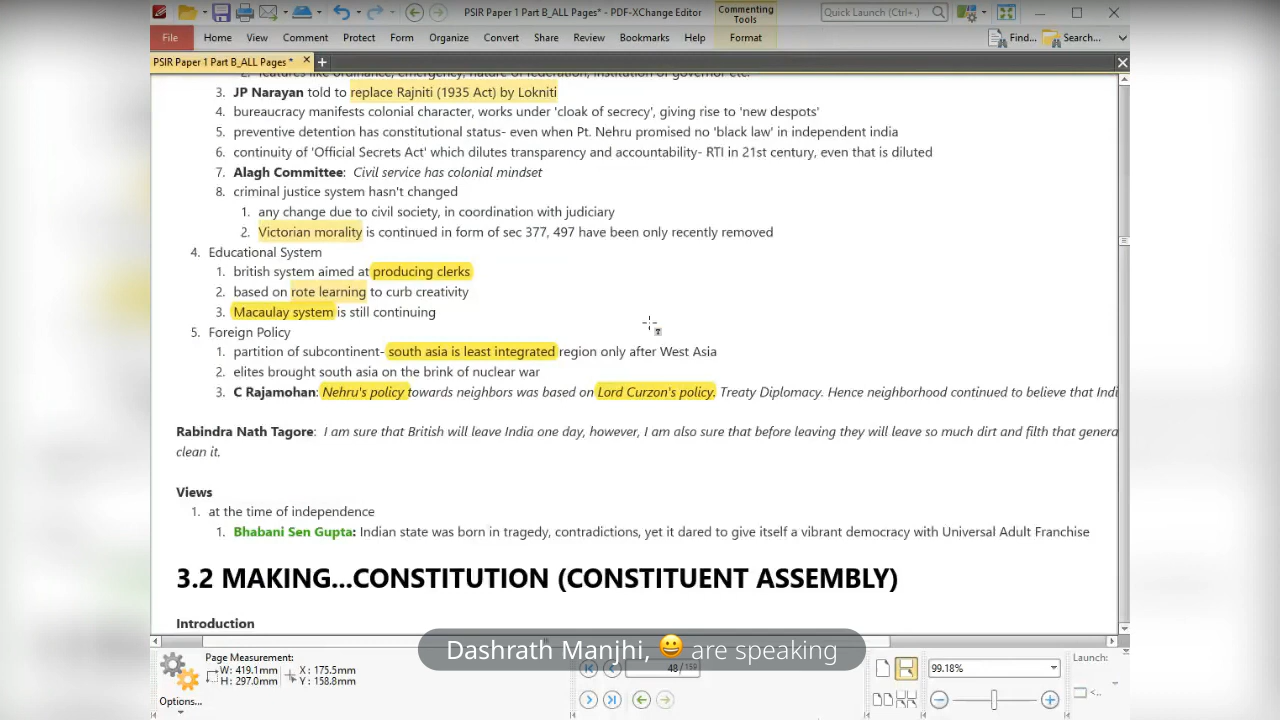 PSIR Paper 1 Part B_ALL Pages* - PDF-XChange Editor
Commenting Tools
Quick Launch (Ctrl+.)
File Home View Comment Protect Form Organize Convert Share Review Bookmarks Help Format Find... Search...
PSIR Paper 1 Part B_ALL Pages * × +
2. features like ordinance, emergency, nature of federation, institution of governor etc.
3. JP Narayan told to replace Rajniti (1935 Act) by Lokniti
4. bureaucracy manifests colonial character, works under 'cloak of secrecy', giving rise to 'new despots'
5. preventive detention has constitutional status- even when Pt. Nehru promised no 'black law' in independent india
6. continuity of 'Official Secrets Act' which dilutes transparency and accountability- RTI in 21st century, even that is diluted
7. Alagh Committee: Civil service has colonial mindset
8. criminal justice system hasn't changed
1. any change due to civil society, in coordination with judiciary
2. Victorian morality is continued in form of sec 377, 497 have been only recently removed
4. Educational System
1. british system aimed at producing clerks
2. based on rote learning to curb creativity
3. Macaulay system is still continuing
5. Foreign Policy
1. partition of subcontinent- south asia is least integrated region only after West Asia
2. elites brought south asia on the brink of nuclear war
3. C Rajamohan: Nehru's policy towards neighbors was based on Lord Curzon's policy. Treaty Diplomacy. Hence neighborhood continued to believe that Indi
Rabindra Nath Tagore: I am sure that British will leave India one day, however, I am also sure that before leaving they will leave so much dirt and filth that genera
clean it.
Views
1. at the time of independence
1. Bhabani Sen Gupta: Indian state was born in tragedy, contradictions, yet it dared to give itself a vibrant democracy with Universal Adult Franchise
3.2 MAKING...CONSTITUTION (CONSTITUENT ASSEMBLY)
Introduction
Dashrath Manjhi, 😀 are speaking
Page Measurement:
W: 419.1mm X: 175.5mm
H: 297.0mm Y: 158.8mm
Options...
48 / 159
99.18%
Launch: